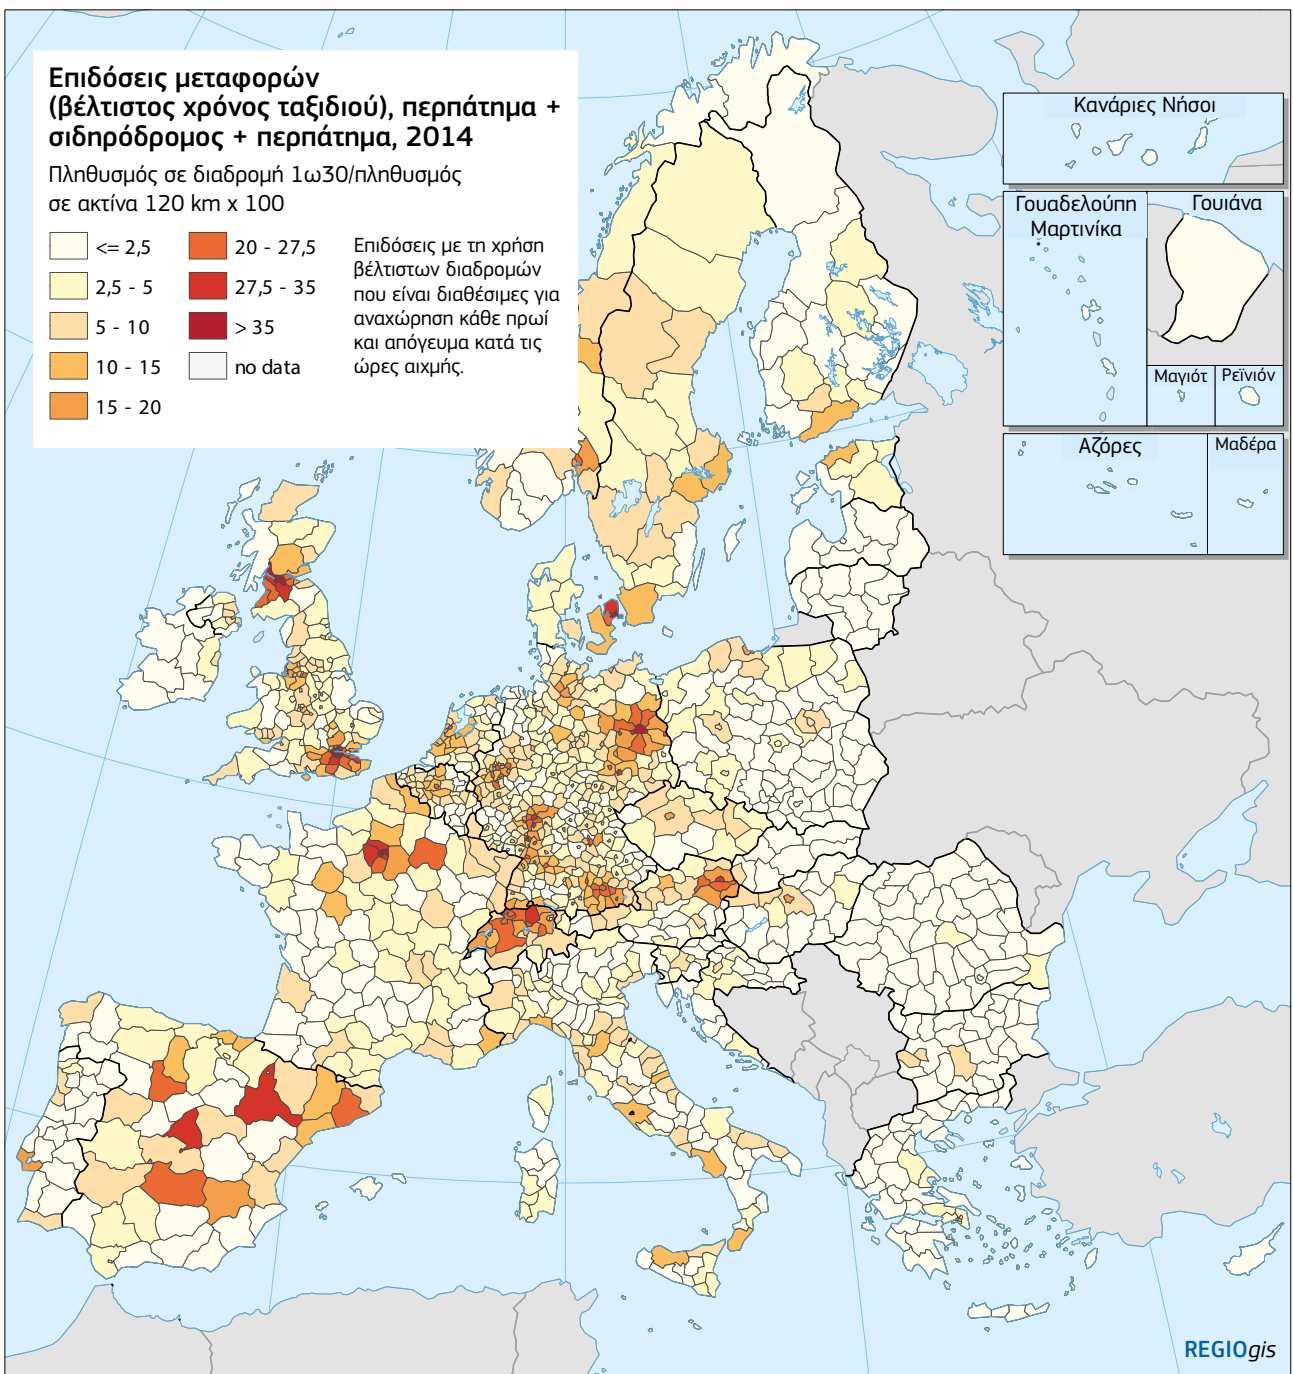 Επιδόσεις μεταφορών
(βέλτιστος χρόνος ταξιδιού), περπάτημα +
σιδηρόδρομος + περπάτημα, 2014
Πληθυσμός σε διαδρομή 1ω30/πληθυσμός
σε ακτίνα 120 km x 100
<= 2,5
2,5 - 5
5 - 10
10 - 15
15 - 20
20 - 27,5
27,5 - 35
> 35
no data
Επιδόσεις με τη χρήση
βέλτιστων διαδρομών
που είναι διαθέσιμες για
αναχώρηση κάθε πρωί
και απόγευμα κατά τις
ώρες αιχμής.
Κανάριες Νήσοι
Γουαδελούπη
Μαρτινίκα
Γουιάνα
Μαγιότ
Ρεϊνιόν
Αζόρες
Μαδέρα
REGIOgis